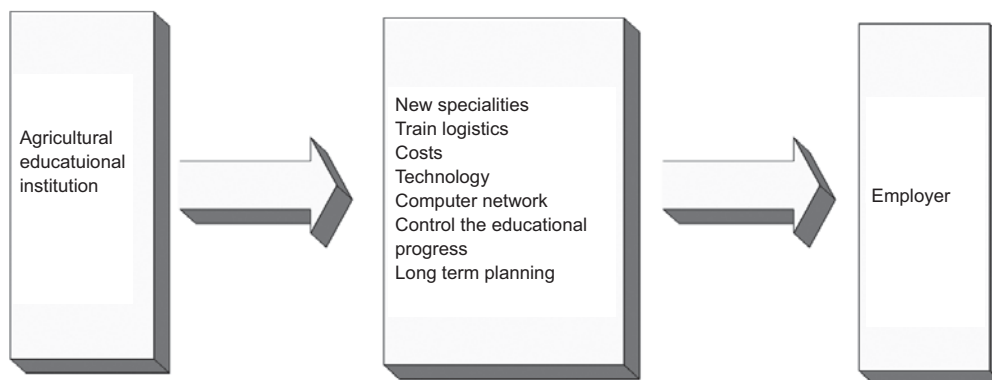 Agricultural
educatuional
institution
New specialities
Train logistics
Costs
Technology
Computer network
Control the educational
progress
Long term planning
Employer